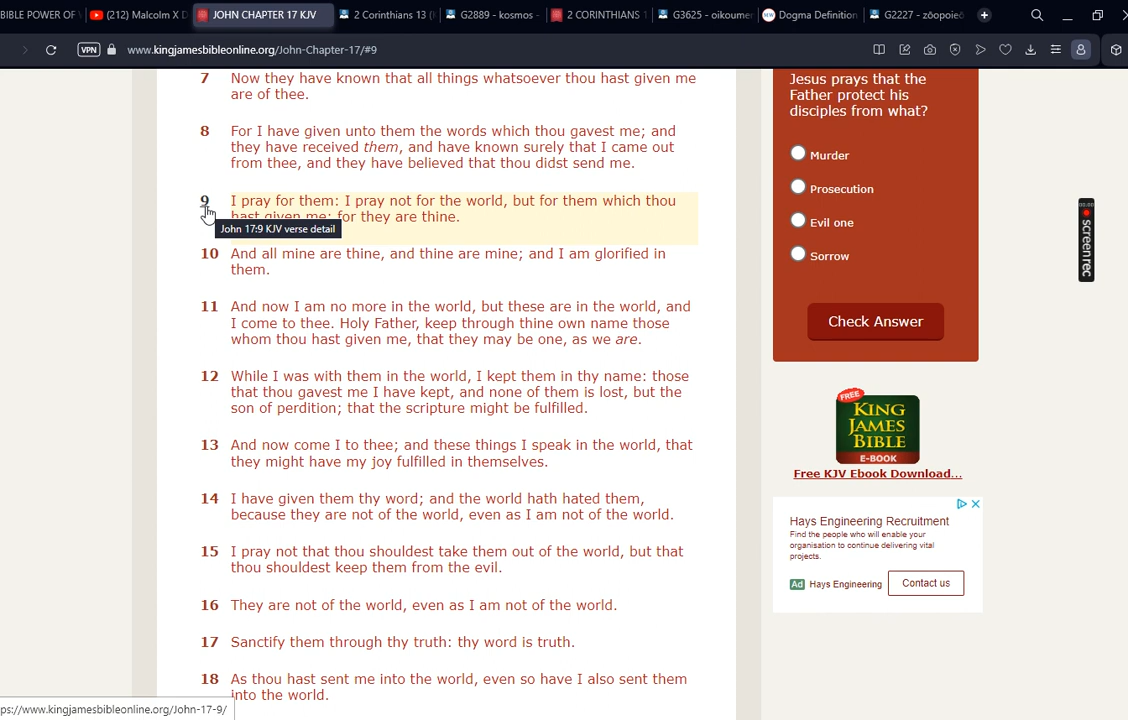 BIBLE POWER OF
(212) Malcolm X D
JOHN CHAPTER 17 KJV
2 Corinthians 13 (
G2889 - kosmos -
2 CORINTHIANS 1
G3625 - oikoumer
Dogma Definition
G2227 - zōopoieō
VPN
www.kingjamesbibleonline.org/John-Chapter-17/#9
7 Now they have known that all things whatsoever thou hast given me
are of thee.
8 For I have given unto them the words which thou gavest me; and
they have received them, and have known surely that I came out
from thee, and they have believed that thou didst send me.
9 I pray for them: I pray not for the world, but for them which thou
hast given me; for they are thine.
John 17:9 KJV verse detail
10 And all mine are thine, and thine are mine; and I am glorified in
them.
11 And now I am no more in the world, but these are in the world, and
I come to thee. Holy Father, keep through thine own name those
whom thou hast given me, that they may be one, as we are.
12 While I was with them in the world, I kept them in thy name: those
that thou gavest me I have kept, and none of them is lost, but the
son of perdition; that the scripture might be fulfilled.
13 And now come I to thee; and these things I speak in the world, that
they might have my joy fulfilled in themselves.
14 I have given them thy word; and the world hath hated them,
because they are not of the world, even as I am not of the world.
15 I pray not that thou shouldest take them out of the world, but that
thou shouldest keep them from the evil.
16 They are not of the world, even as I am not of the world.
17 Sanctify them through thy truth: thy word is truth.
18 As thou hast sent me into the world, even so have I also sent them
into the world.
ps://www.kingjamesbibleonline.org/John-17-9/
Jesus prays that the
Father protect his
disciples from what?
Murder
Prosecution
Evil one
Sorrow
Check Answer
FREE
KING
JAMES
BIBLE
E-BOOK
Free KJV Ebook Download...
Hays Engineering Recruitment
Find the people who will enable your
organisation to continue delivering vital
projects.
Ad Hays Engineering
Contact us
00:00
screenrec